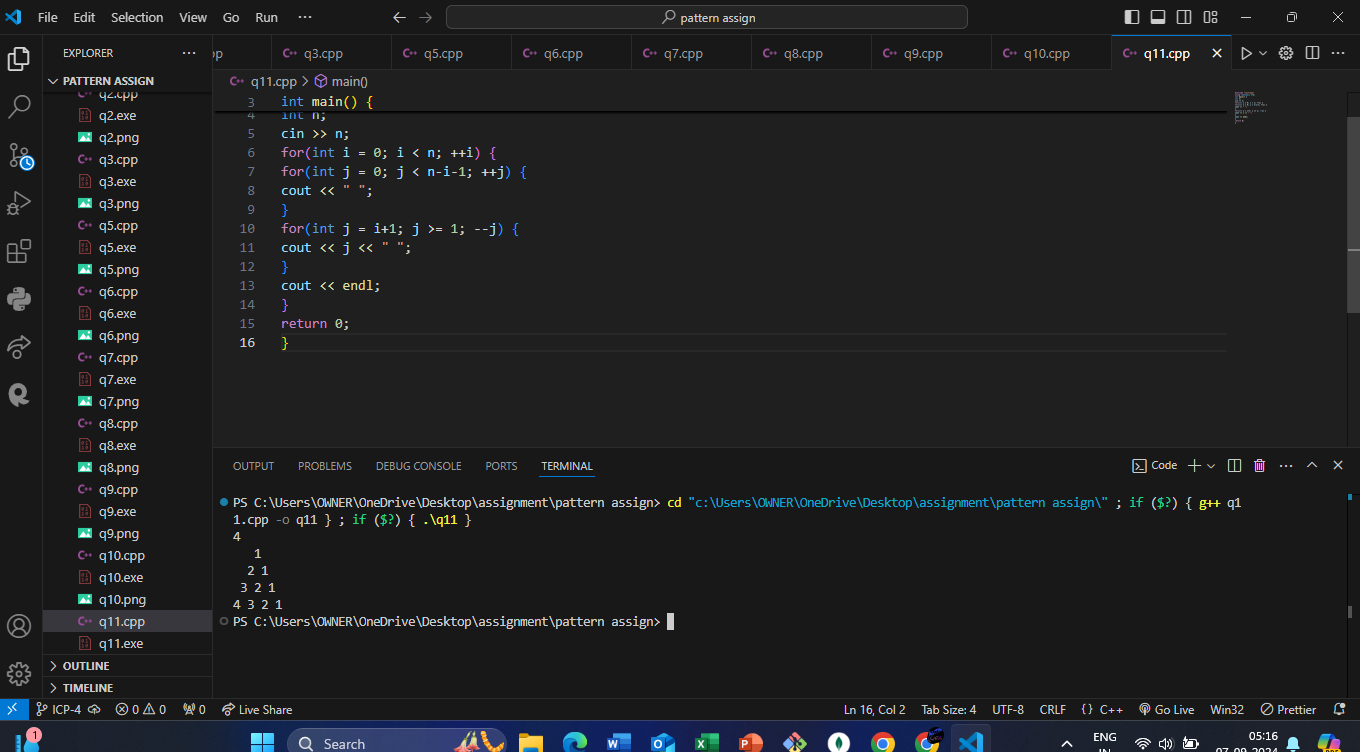 File Edit Selection View Go Run ··· pattern assign
EXPLORER ···
PATTERN ASSIGN
q2.cpp
q2.exe
q2.png
q3.cpp
q3.exe
q3.png
q5.cpp
q5.exe
q5.png
q6.cpp
q6.exe
q6.png
q7.cpp
q7.exe
q7.png
q8.cpp
q8.exe
q8.png
q9.cpp
q9.exe
q9.png
q10.cpp
q10.exe
q10.png
q11.cpp
q11.exe
OUTLINE
TIMELINE
pp q3.cpp q5.cpp q6.cpp q7.cpp q8.cpp q9.cpp q10.cpp q11.cpp
q11.cpp > main()
3 int main() {
4 int n;
5 cin >> n;
6 for(int i = 0; i < n; ++i) {
7 for(int j = 0; j < n-i-1; ++j) {
8 cout << " ";
9 }
10 for(int j = i+1; j >= 1; --j) {
11 cout << j << " ";
12 }
13 cout << endl;
14 }
15 return 0;
16 }
OUTPUT PROBLEMS DEBUG CONSOLE PORTS TERMINAL Code
PS C:\Users\OWNER\OneDrive\Desktop\assignment\pattern assign> cd "c:\Users\OWNER\OneDrive\Desktop\assignment\pattern assign\" ; if ($?) { g++ q1
1.cpp -o q11 } ; if ($?) { .\q11 }
4
1
2 1
3 2 1
4 3 2 1
PS C:\Users\OWNER\OneDrive\Desktop\assignment\pattern assign>
ICP-4 0 0 0 Live Share Ln 16, Col 2 Tab Size: 4 UTF-8 CRLF {} C++ Go Live Win32 Prettier
1 Search ENG 05:16
IN 07-09-2024